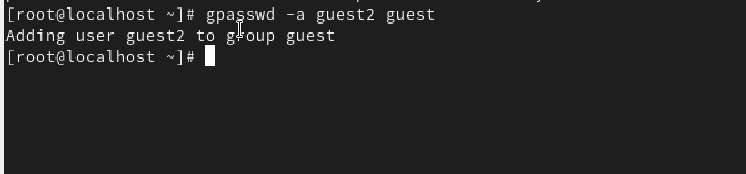 [root@localhost ~]# gpasswd -a guest2 guest
Adding user guest2 to group guest
[root@localhost ~]#